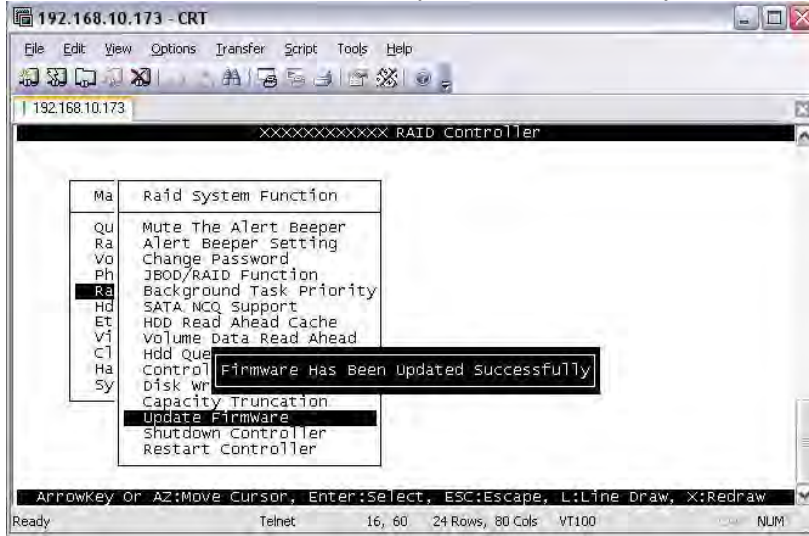 192.168.10.173 - CRT
File Edit View Options Transfer Script Tools Help
192.168.10.173
XXXXXXXXXXXX RAID Controller
Ma
Raid System Function
Qu
Mute The Alert Beeper
Ra
Alert Beeper Setting
Vo
Change Password
Ph
JBOD/RAID Function
Ra
Background Task Priority
Hd
SATA NCQ Support
Et
HDD Read Ahead Cache
Vi
Volume Data Read Ahead
Cl
Hdd Que
Ha
Control
Firmware Has Been Updated Successfully
Sy
Disk Wr
Capacity Truncation
Update Firmware
Shutdown Controller
Restart Controller
ArrowKey Or AZ:Move Cursor, Enter:Select, ESC:Escape, L:Line Draw, X:Redraw
Ready Telnet 16, 60 24 Rows, 80 Cols VT100 NUM